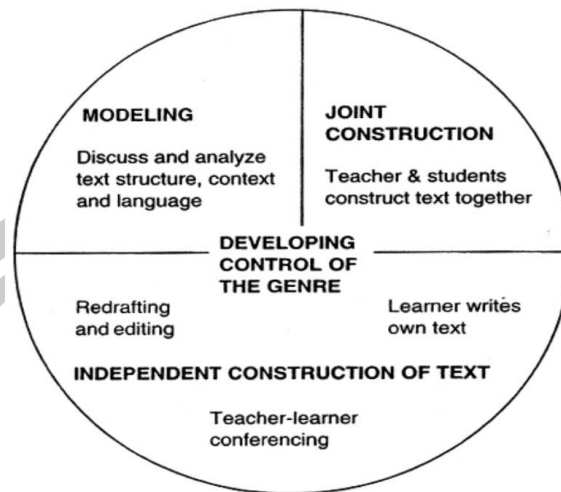 MODELING
Discuss and analyze
text structure, context
and language
JOINT
CONSTRUCTION
Teacher & students
construct text together
DEVELOPING
CONTROL OF
THE GENRE
Redrafting
and editing
Learner writes
own text
INDEPENDENT CONSTRUCTION OF TEXT
Teacher-learner
conferencing